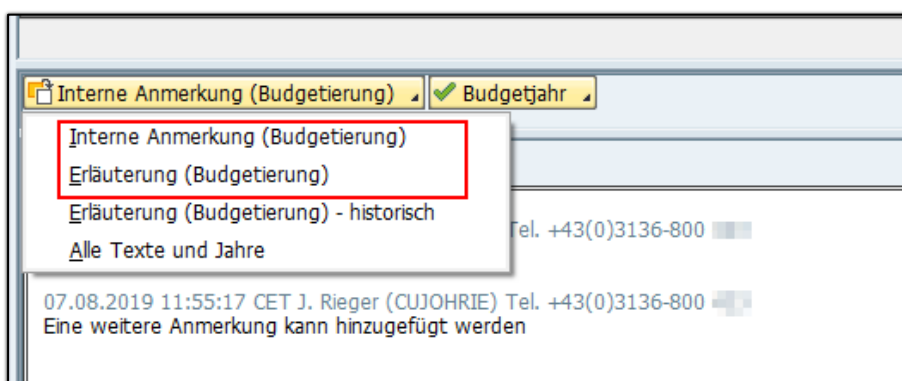 Interne Anmerkung (Budgetierung) Budgetjahr
Interne Anmerkung (Budgetierung)
Erläuterung (Budgetierung)
Erläuterung (Budgetierung) - historisch
Alle Texte und Jahre
Tel. +43(0)3136-800
07.08.2019 11:55:17 CET J. Rieger (CUJOHRIE) Tel. +43(0)3136-800
Eine weitere Anmerkung kann hinzugefügt werden